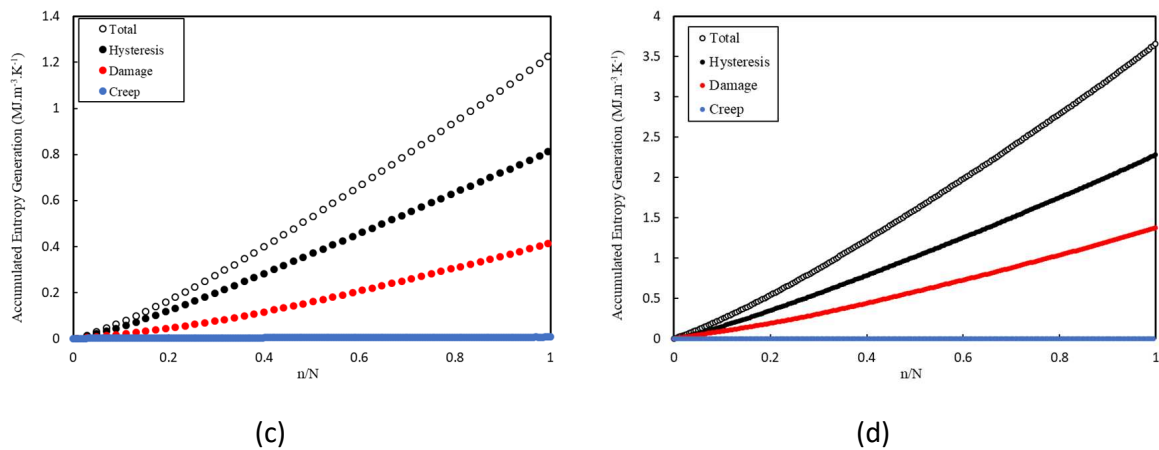 1.4
1.2
1
0.8
0.6
0.4
0.2
0
0
0.2
0.4
0.6
0.8
1
Accumulated Entropy Generation (MJ.m⁻³.K⁻¹)
n/N
Total
Hysteresis
Damage
Creep
(c)
4
3.5
3
2.5
2
1.5
1
0.5
0
0
0.2
0.4
0.6
0.8
1
Accumulated Entropy Generation (MJ.m⁻³.K⁻¹)
n/N
Total
Hysteresis
Damage
Creep
(d)